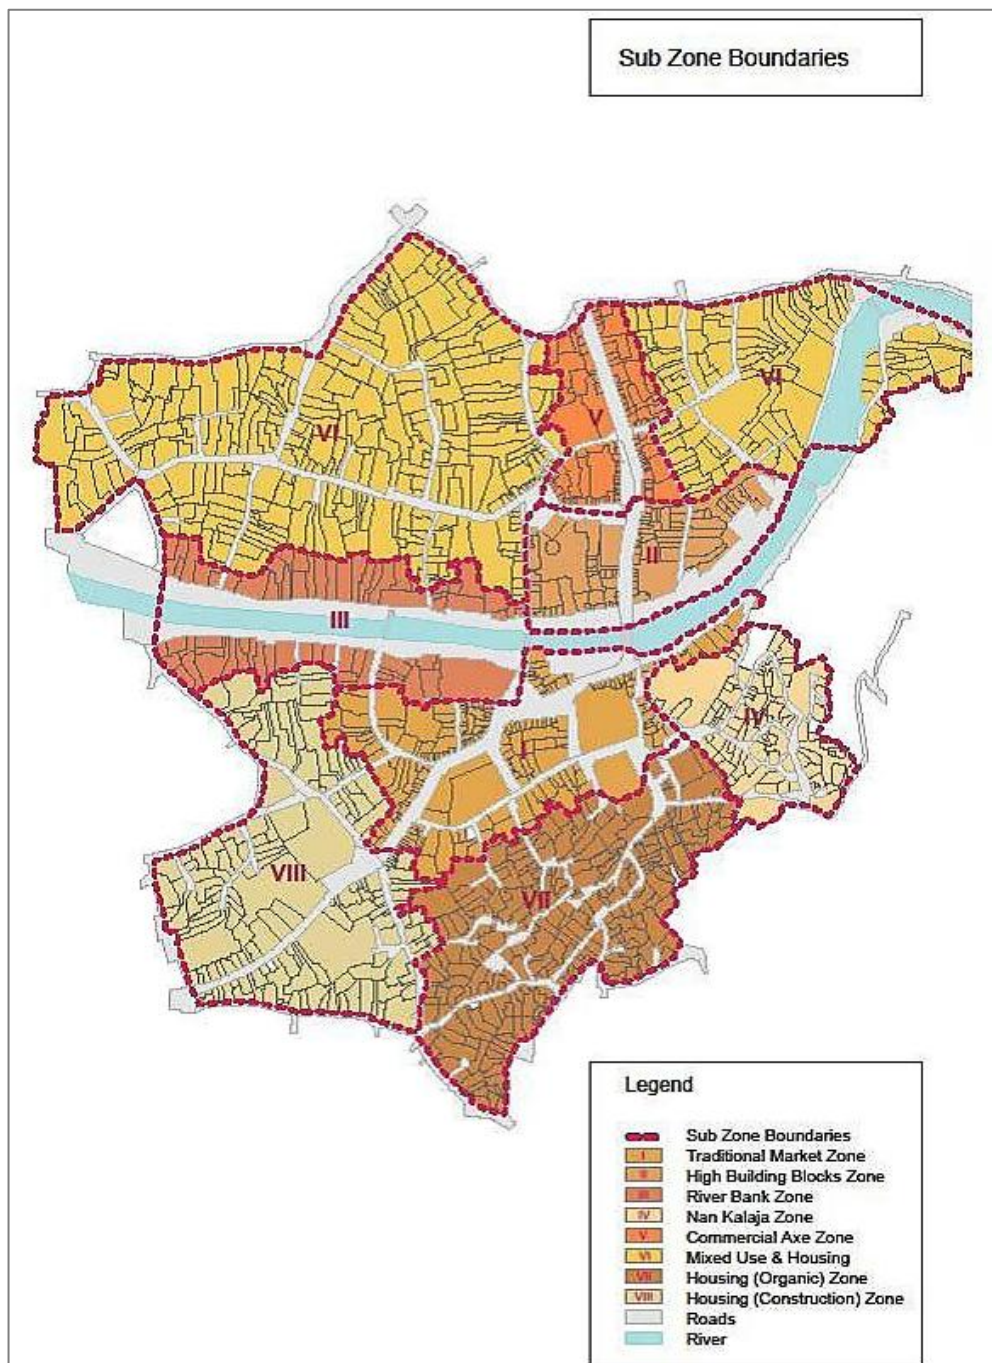 Sub Zone Boundaries
VI
VI
V
II
III
IV
I
VIII
VII
Legend
Sub Zone Boundaries
I Traditional Market Zone
II High Building Blocks Zone
III River Bank Zone
IV Nan Kalaja Zone
V Commercial Axe Zone
VI Mixed Use & Housing
VII Housing (Organic) Zone
VIII Housing (Construction) Zone
Roads
River